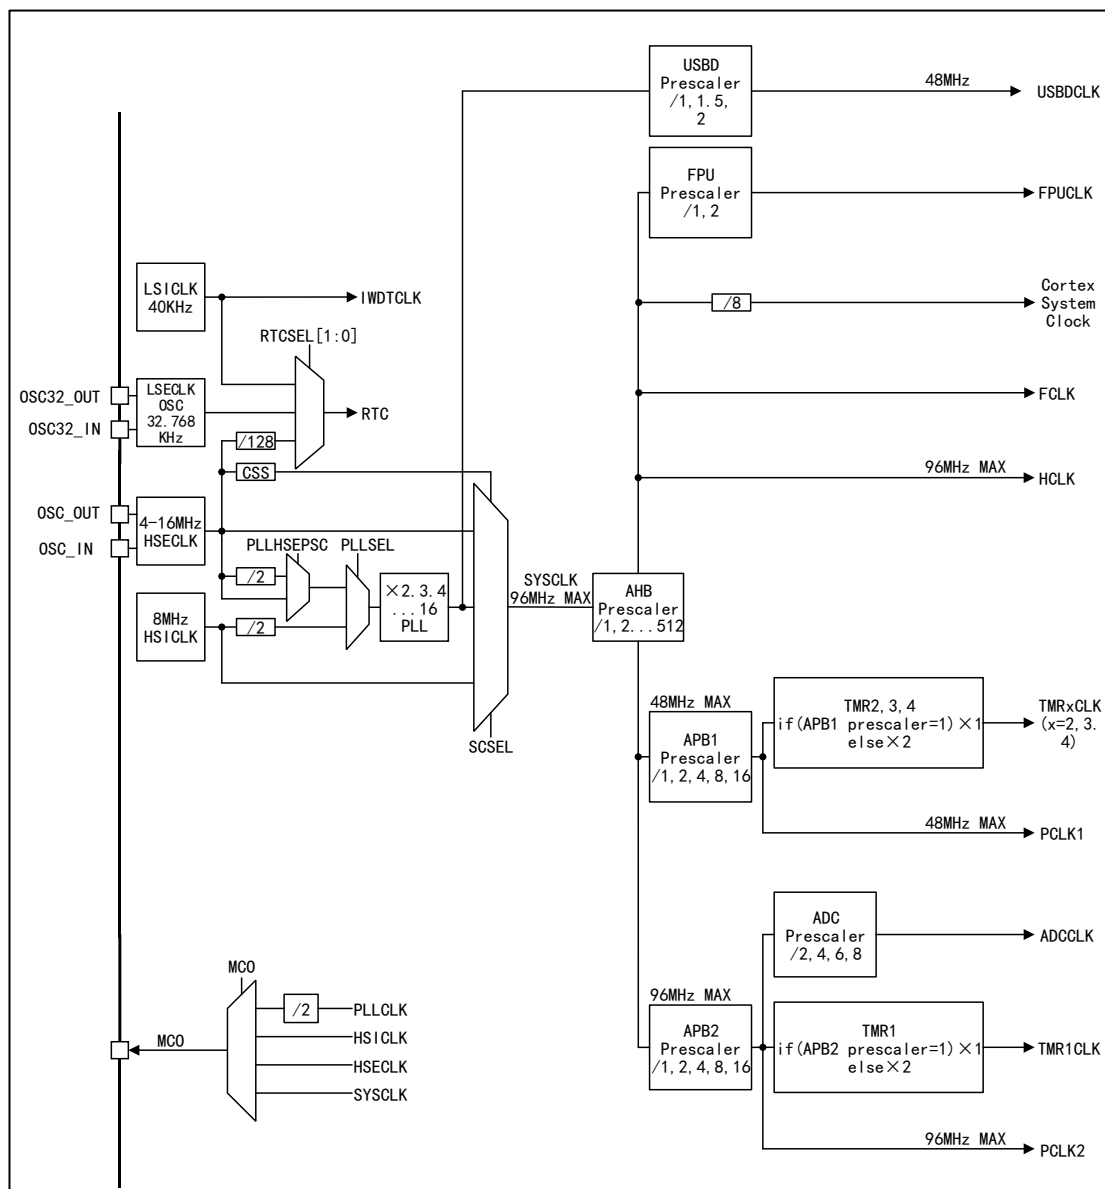 USBD
Prescaler
/1, 1.5,
2
48MHz
USBDCLK
FPU
Prescaler
/1, 2
FPUCLK
LSICLK
40KHz
IWDTCLK
/8
Cortex
System
Clock
RTCSEL[1:0]
OSC32_OUT
OSC32_IN
LSECLK
OSC
32.768
KHz
RTC
FCLK
/128
CSS
96MHz MAX
HCLK
OSC_OUT
OSC_IN
4-16MHz
HSECLK
PLLHSEPSC
PLLSEL
/2
×2.3.4
...16
PLL
SYSCLK
96MHz MAX
AHB
Prescaler
/1, 2...512
8MHz
HSICLK
/2
SCSEL
48MHz MAX
APB1
Prescaler
/1, 2, 4, 8, 16
TMR2, 3, 4
if(APB1 prescaler=1)×1
else×2
TMRxCLK
(x=2, 3.
4)
48MHz MAX
PCLK1
ADC
Prescaler
/2, 4, 6, 8
ADCCLK
MCO
/2
PLLCLK
HSICLK
HSECLK
SYSCLK
MCO
96MHz MAX
APB2
Prescaler
/1, 2, 4, 8, 16
TMR1
if(APB2 prescaler=1)×1
else×2
TMR1CLK
96MHz MAX
PCLK2